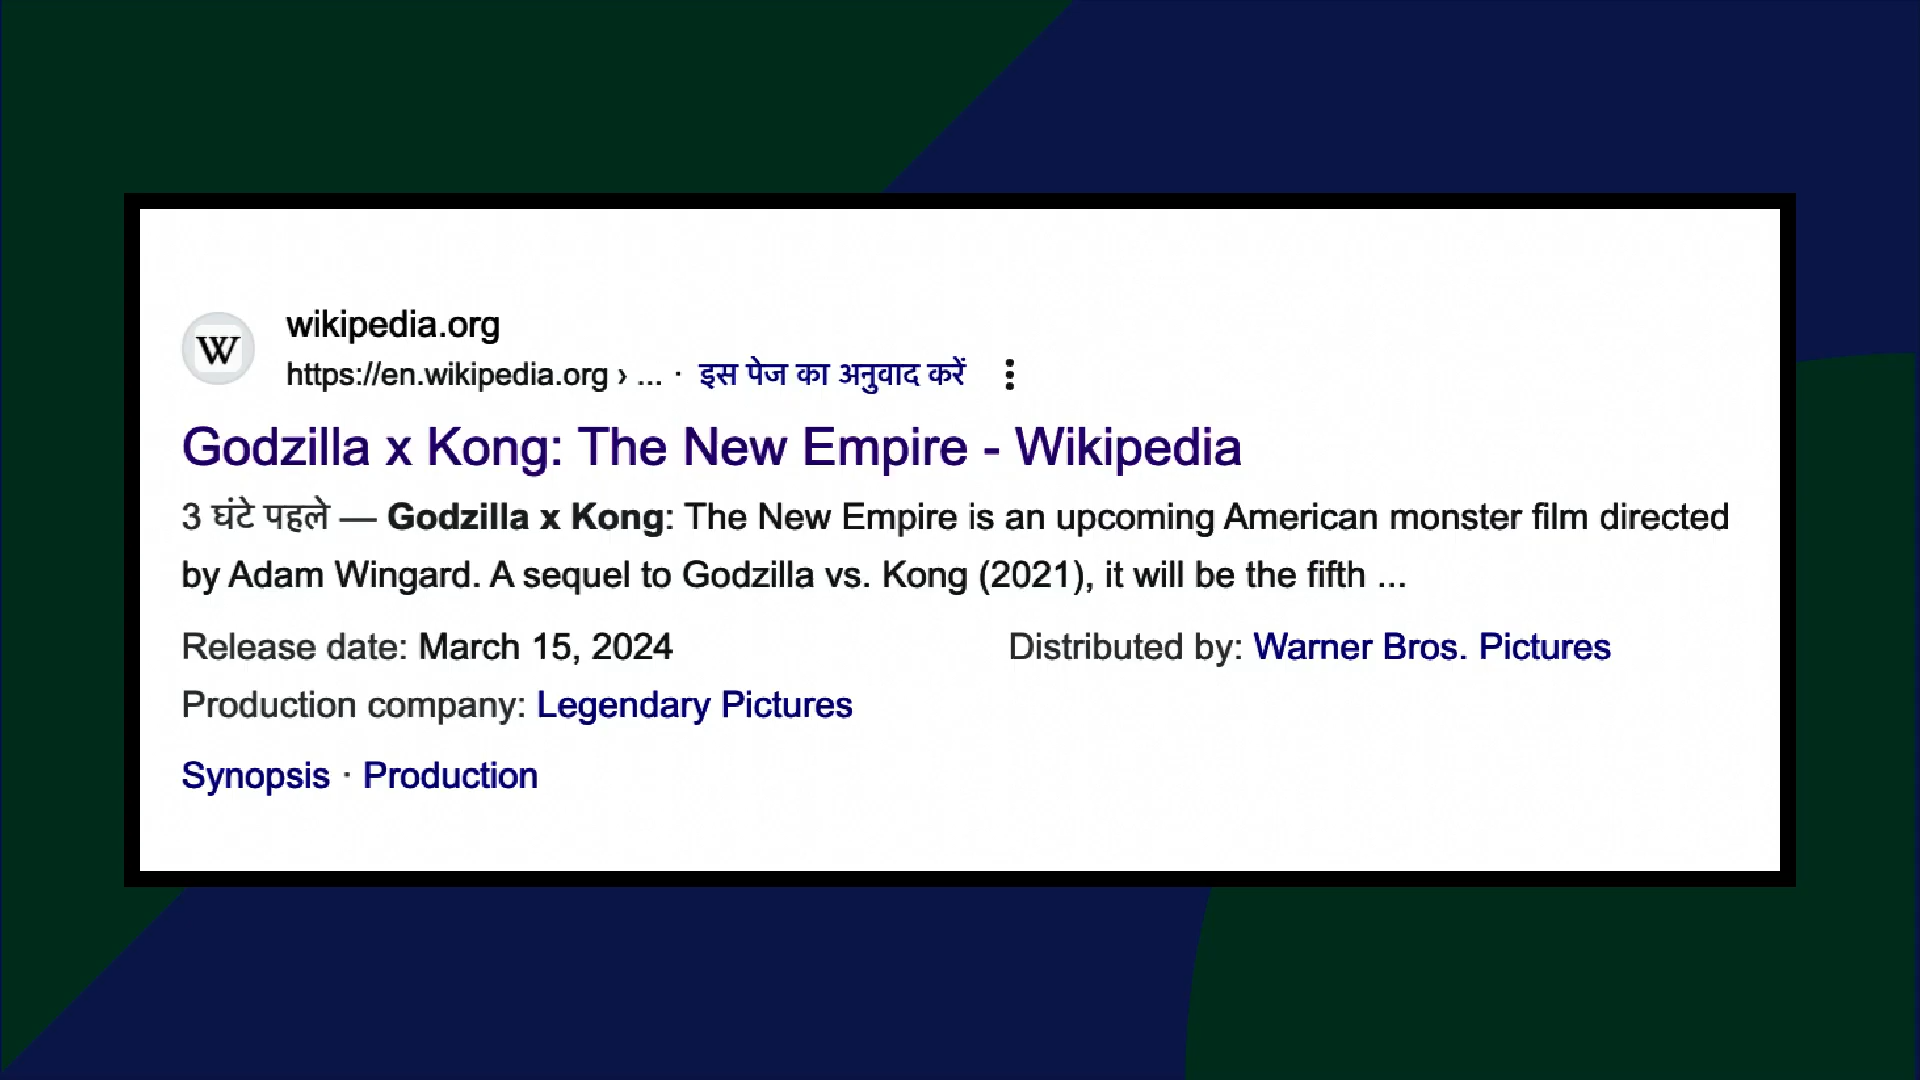 W
wikipedia.org
https://en.wikipedia.org › ... · इस पेज का अनुवाद करें
Godzilla x Kong: The New Empire - Wikipedia
3 घंटे पहले — Godzilla x Kong: The New Empire is an upcoming American monster film directed
by Adam Wingard. A sequel to Godzilla vs. Kong (2021), it will be the fifth ...
Release date: March 15, 2024 Distributed by: Warner Bros. Pictures
Production company: Legendary Pictures
Synopsis · Production